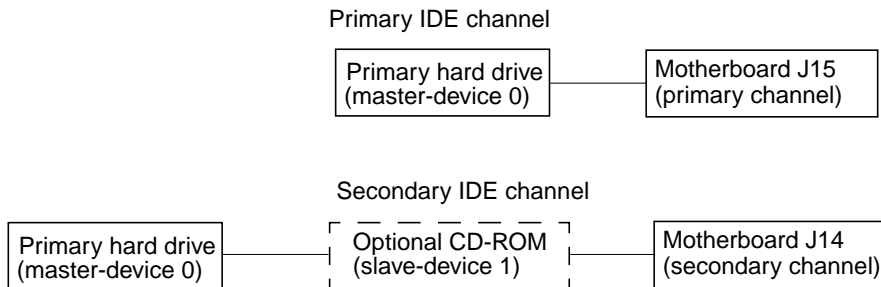 Primary IDE channel
Primary hard drive
(master-device 0)
Motherboard J15
(primary channel)
Secondary IDE channel
Primary hard drive
(master-device 0)
Optional CD-ROM
(slave-device 1)
Motherboard J14
(secondary channel)